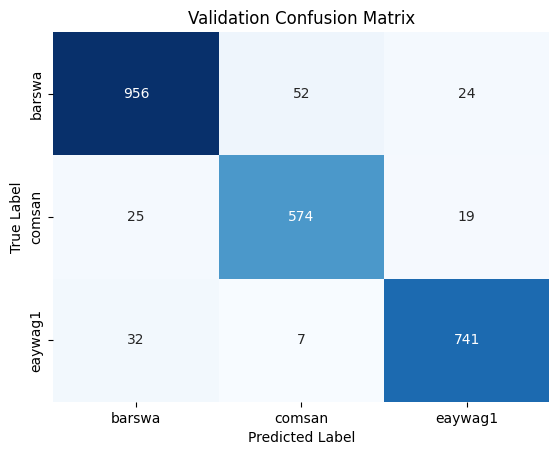 Validation Confusion Matrix
True Label
barswa
956 52 24
comsan
25 574 19
eaywag1
32 7 741
barswa comsan eaywag1
Predicted Label